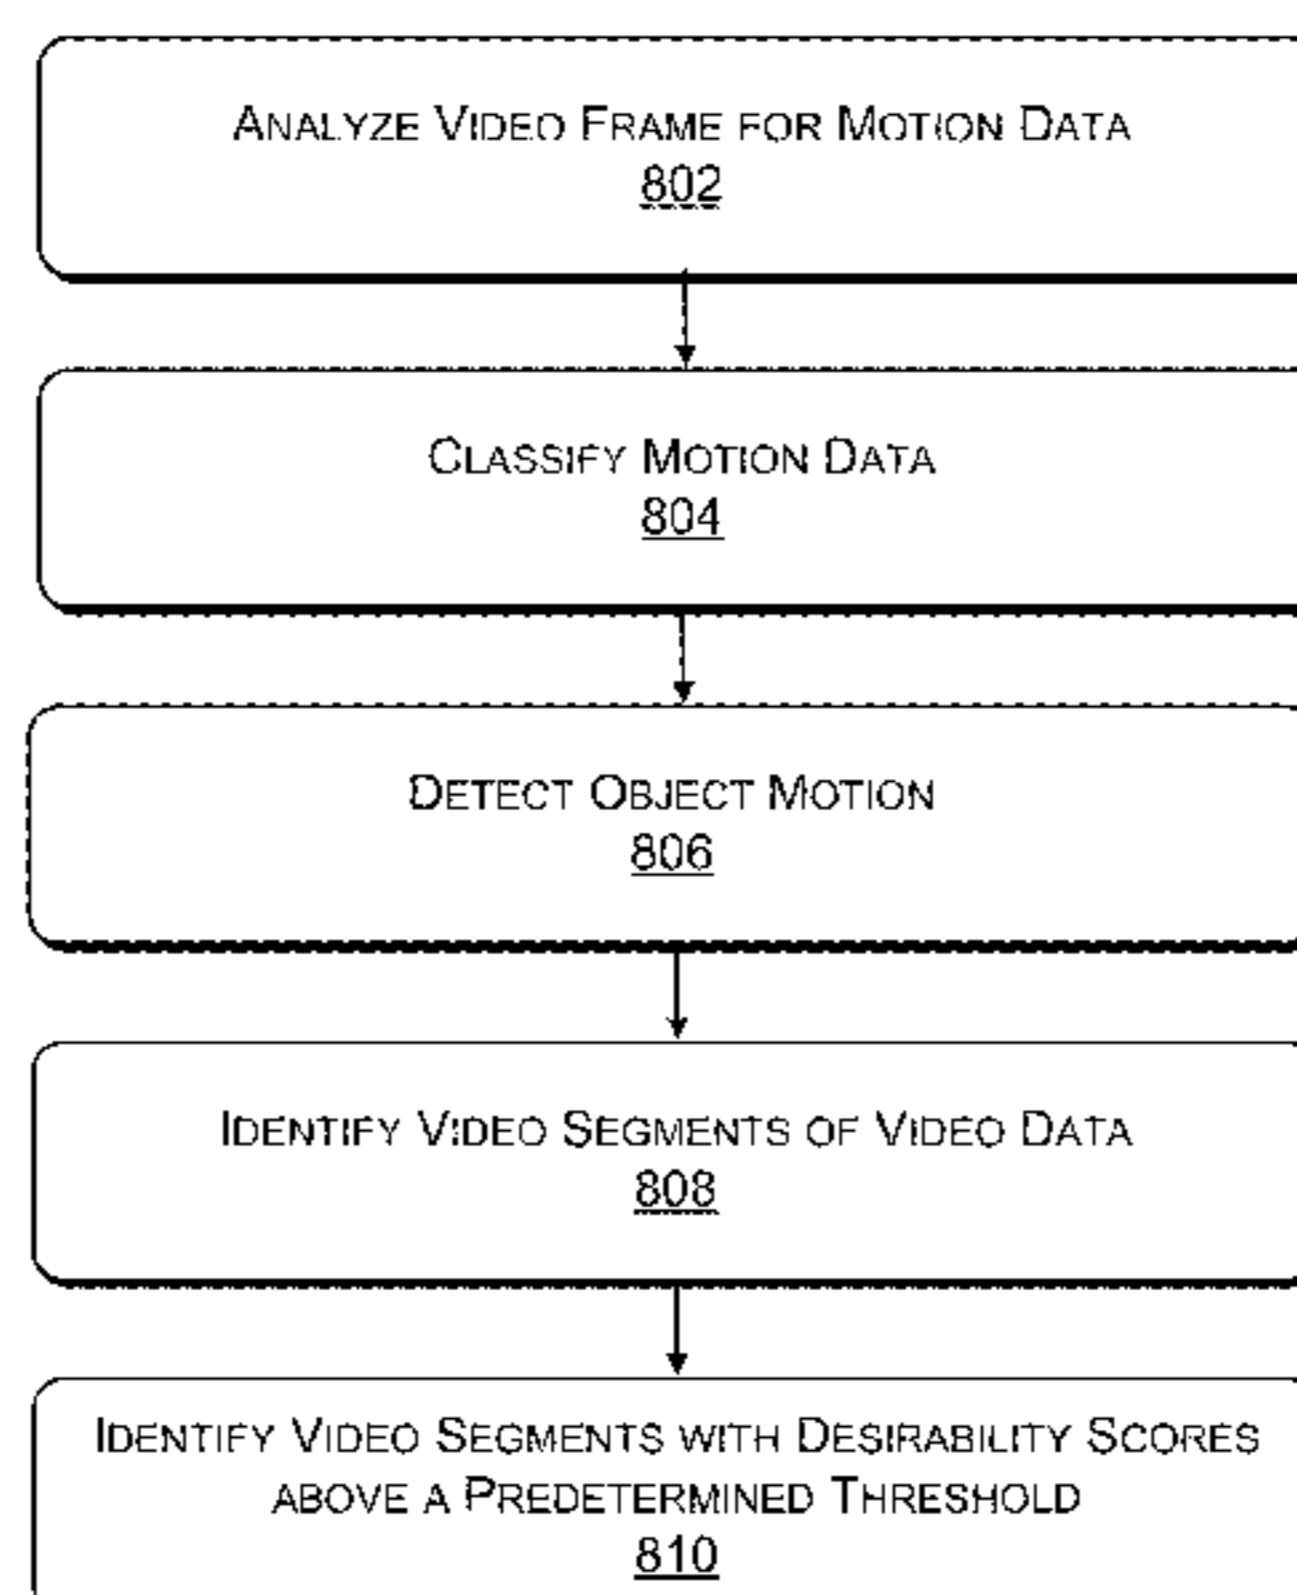 ANALYZE VIDEO FRAME FOR MOTION DATA
802
CLASSIFY MOTION DATA
804
DETECT OBJECT MOTION
806
IDENTIFY VIDEO SEGMENTS OF VIDEO DATA
808
IDENTIFY VIDEO SEGMENTS WITH DESIRABILITY SCORES
ABOVE A PREDETERMINED THRESHOLD
810